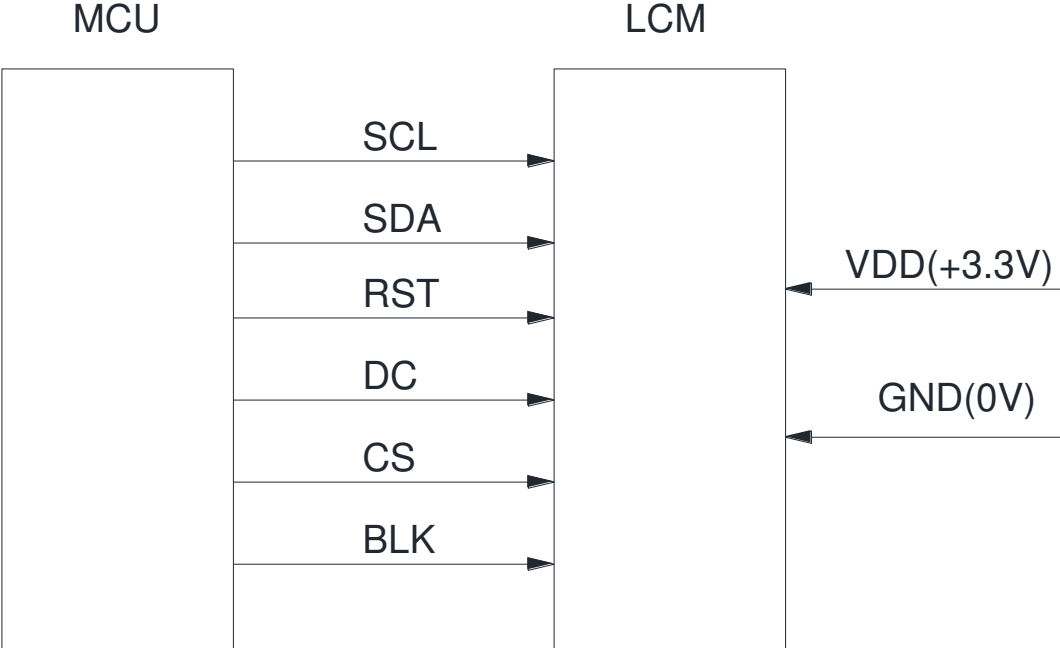 MCU
LCM
SCL
SDA
RST
DC
CS
BLK
VDD(+3.3V)
GND(0V)